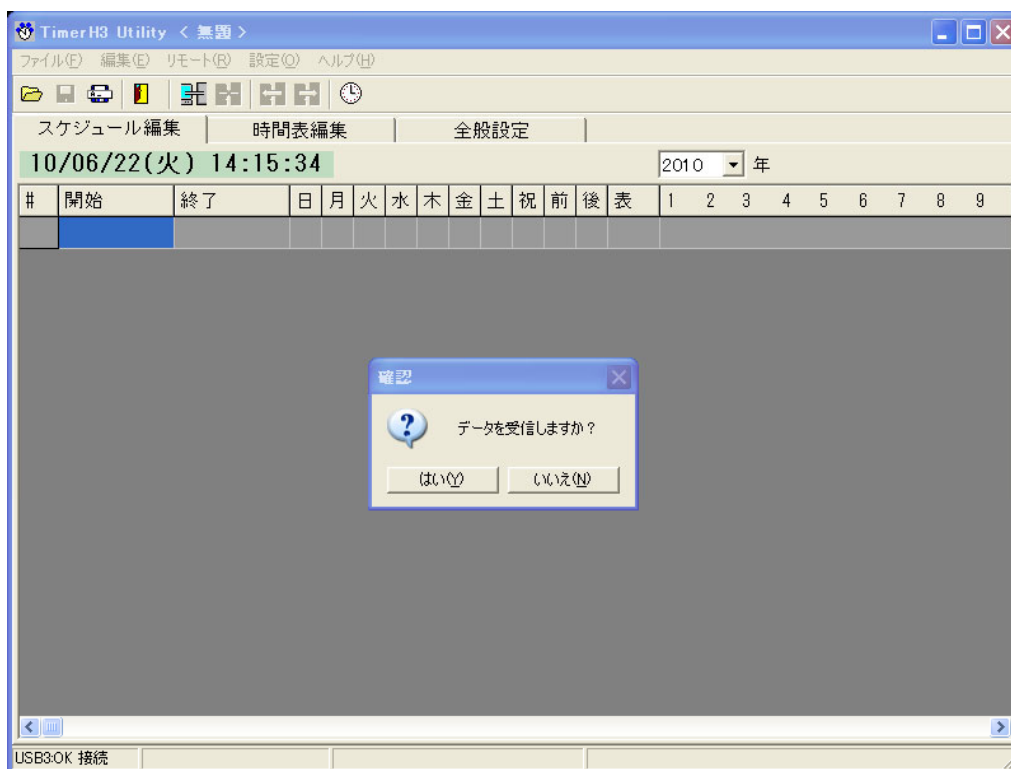 TimerH3 Utility < 無題 >
ファイル(F) 編集(E) リモート(R) 設定(O) ヘルプ(H)
スケジュール編集 時間表編集 全般設定
10/06/22(火) 14:15:34 2010 年
# 開始 終了 日 月 火 水 木 金 土 祝 前 後 表 1 2 3 4 5 6 7 8 9
確認
データを受信しますか?
はい(Y) いいえ(N)
USB3:OK 接続